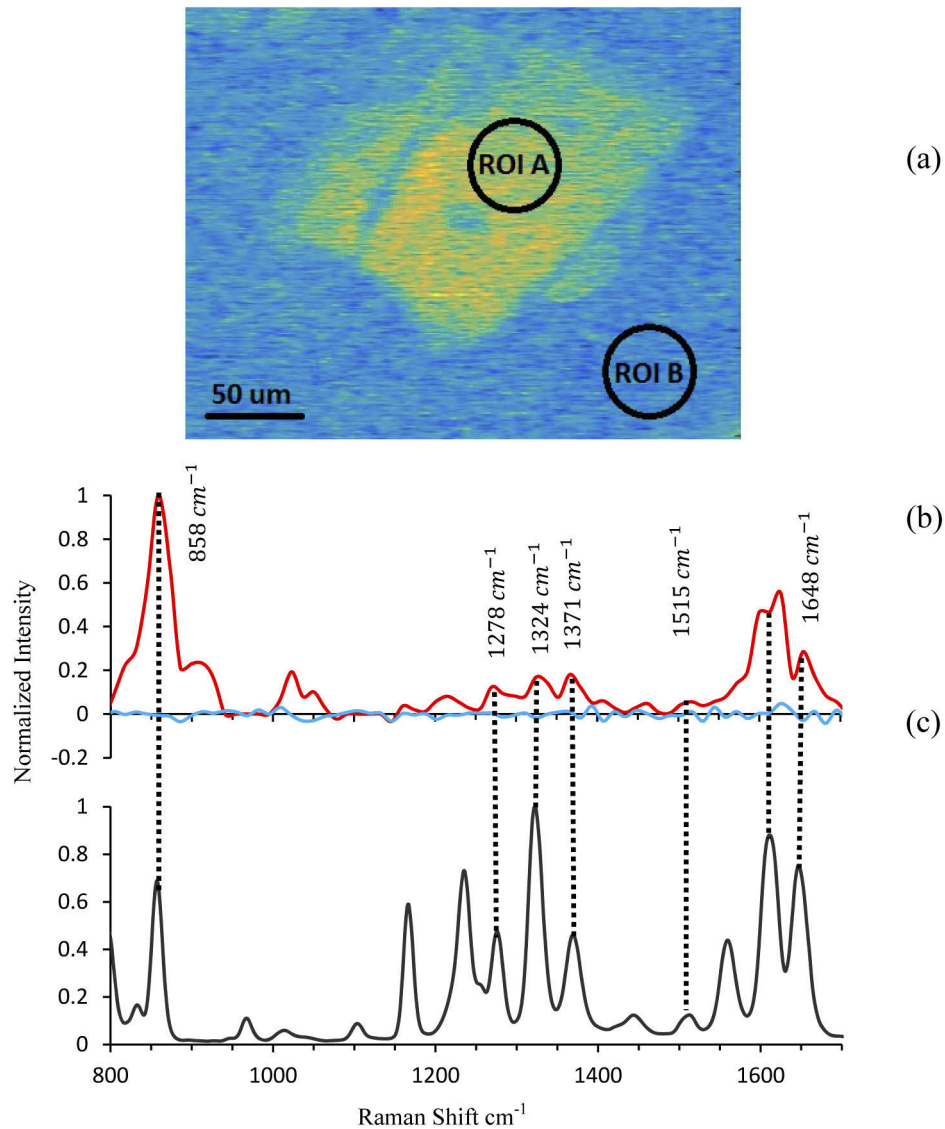 (a)
ROI A
ROI B
50 um
(b)
858 cm⁻¹
1278 cm⁻¹
1324 cm⁻¹
1371 cm⁻¹
1515 cm⁻¹
1648 cm⁻¹
1
0.8
0.6
0.4
0.2
0
-0.2
Normalized Intensity
(c)
1
0.8
0.6
0.4
0.2
0
800 1000 1200 1400 1600
Raman Shift cm⁻¹